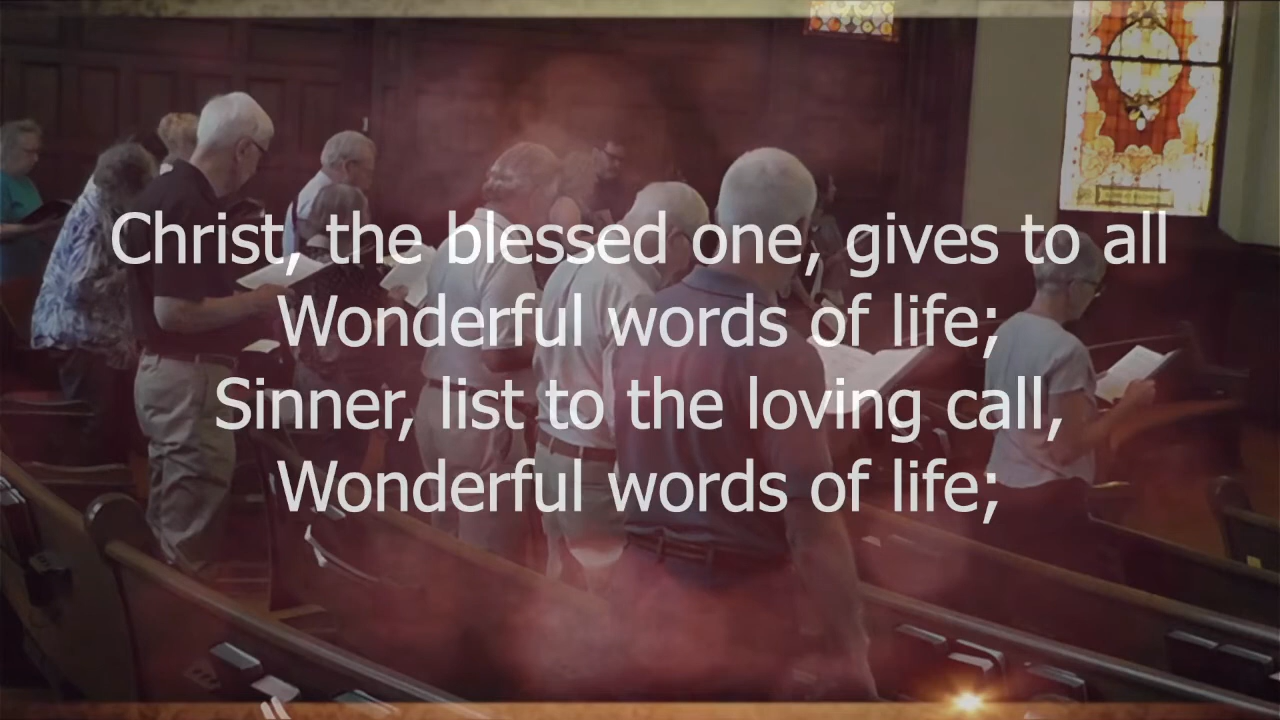 Christ, the blessed one, gives to all
Wonderful words of life;
Sinner, list to the loving call,
Wonderful words of life;